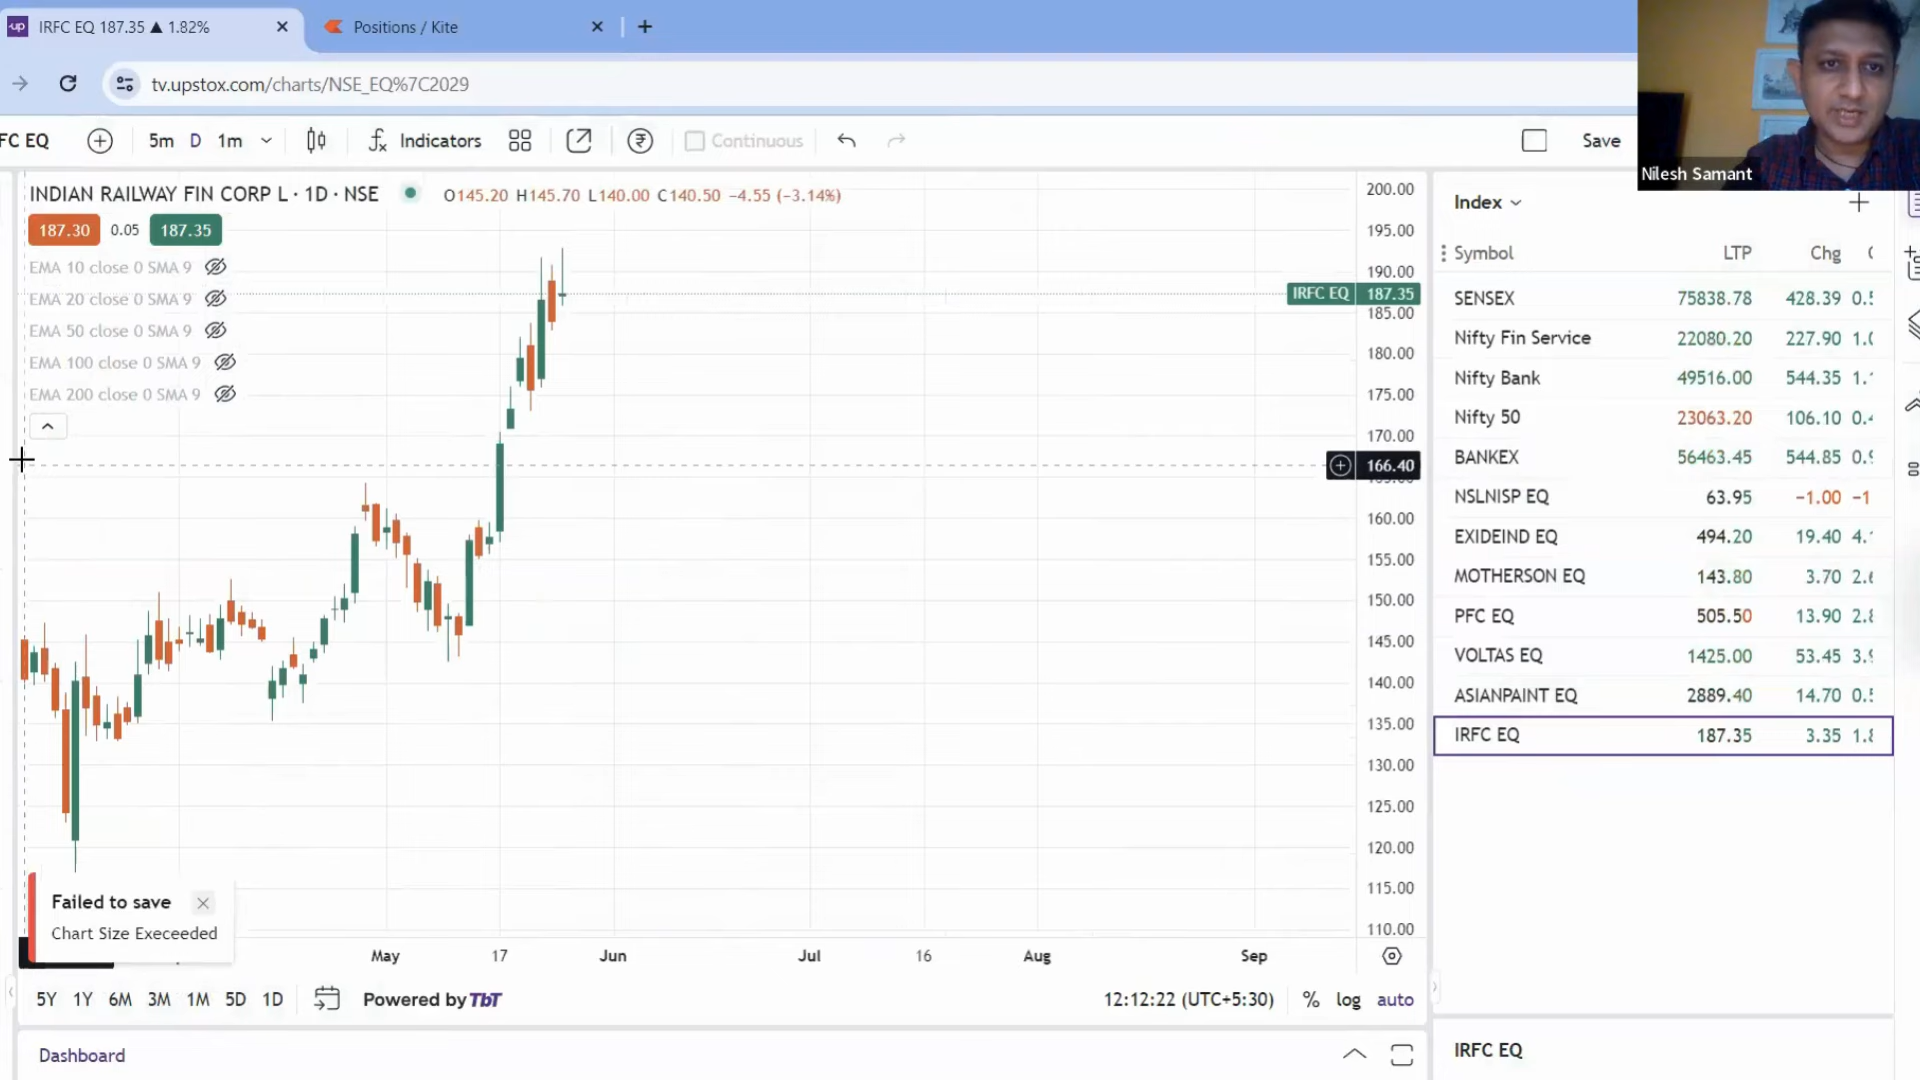 up IRFC EQ 187.35 ▲ 1.82%
Positions / Kite
tv.upstox.com/charts/NSE_EQ%7C2029
FC EQ 5m D 1m Indicators Continuous Save
Nilesh Samant
INDIAN RAILWAY FIN CORP L · 1D · NSE O145.20 H145.70 L140.00 C140.50 −4.55 (−3.14%)
187.30 0.05 187.35
EMA 10 close 0 SMA 9
EMA 20 close 0 SMA 9
EMA 50 close 0 SMA 9
EMA 100 close 0 SMA 9
EMA 200 close 0 SMA 9
200.00
195.00
190.00
IRFC EQ 187.35
185.00
180.00
175.00
170.00
166.40
160.00
155.00
150.00
145.00
140.00
135.00
130.00
125.00
120.00
115.00
110.00
Failed to save
Chart Size Execeeded
May 17 Jun Jul 16 Aug Sep
5Y 1Y 6M 3M 1M 5D 1D Powered by TbT 12:12:22 (UTC+5:30) % log auto
Dashboard
Index
Symbol LTP Chg
SENSEX 75838.78 428.39
Nifty Fin Service 22080.20 227.90
Nifty Bank 49516.00 544.35
Nifty 50 23063.20 106.10
BANKEX 56463.45 544.85
NSLNISP EQ 63.95 −1.00
EXIDEIND EQ 494.20 19.40
MOTHERSON EQ 143.80 3.70
PFC EQ 505.50 13.90
VOLTAS EQ 1425.00 53.45
ASIANPAINT EQ 2889.40 14.70
IRFC EQ 187.35 3.35
IRFC EQ